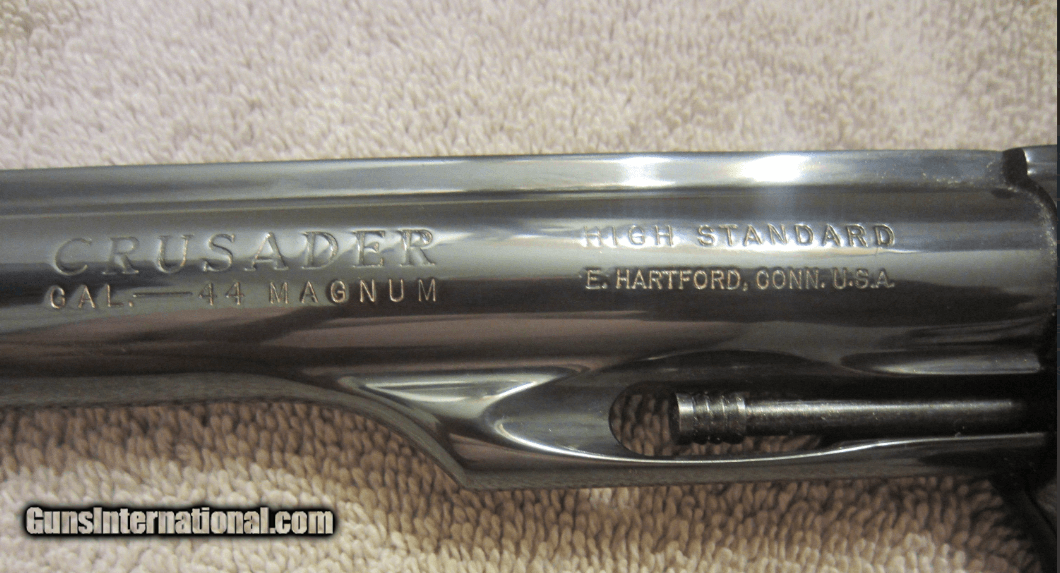 CRUSADER
CAL.— 44 MAGNUM
HIGH STANDARD
E. HARTFORD, CONN. U.S.A.
GunsInternational.com